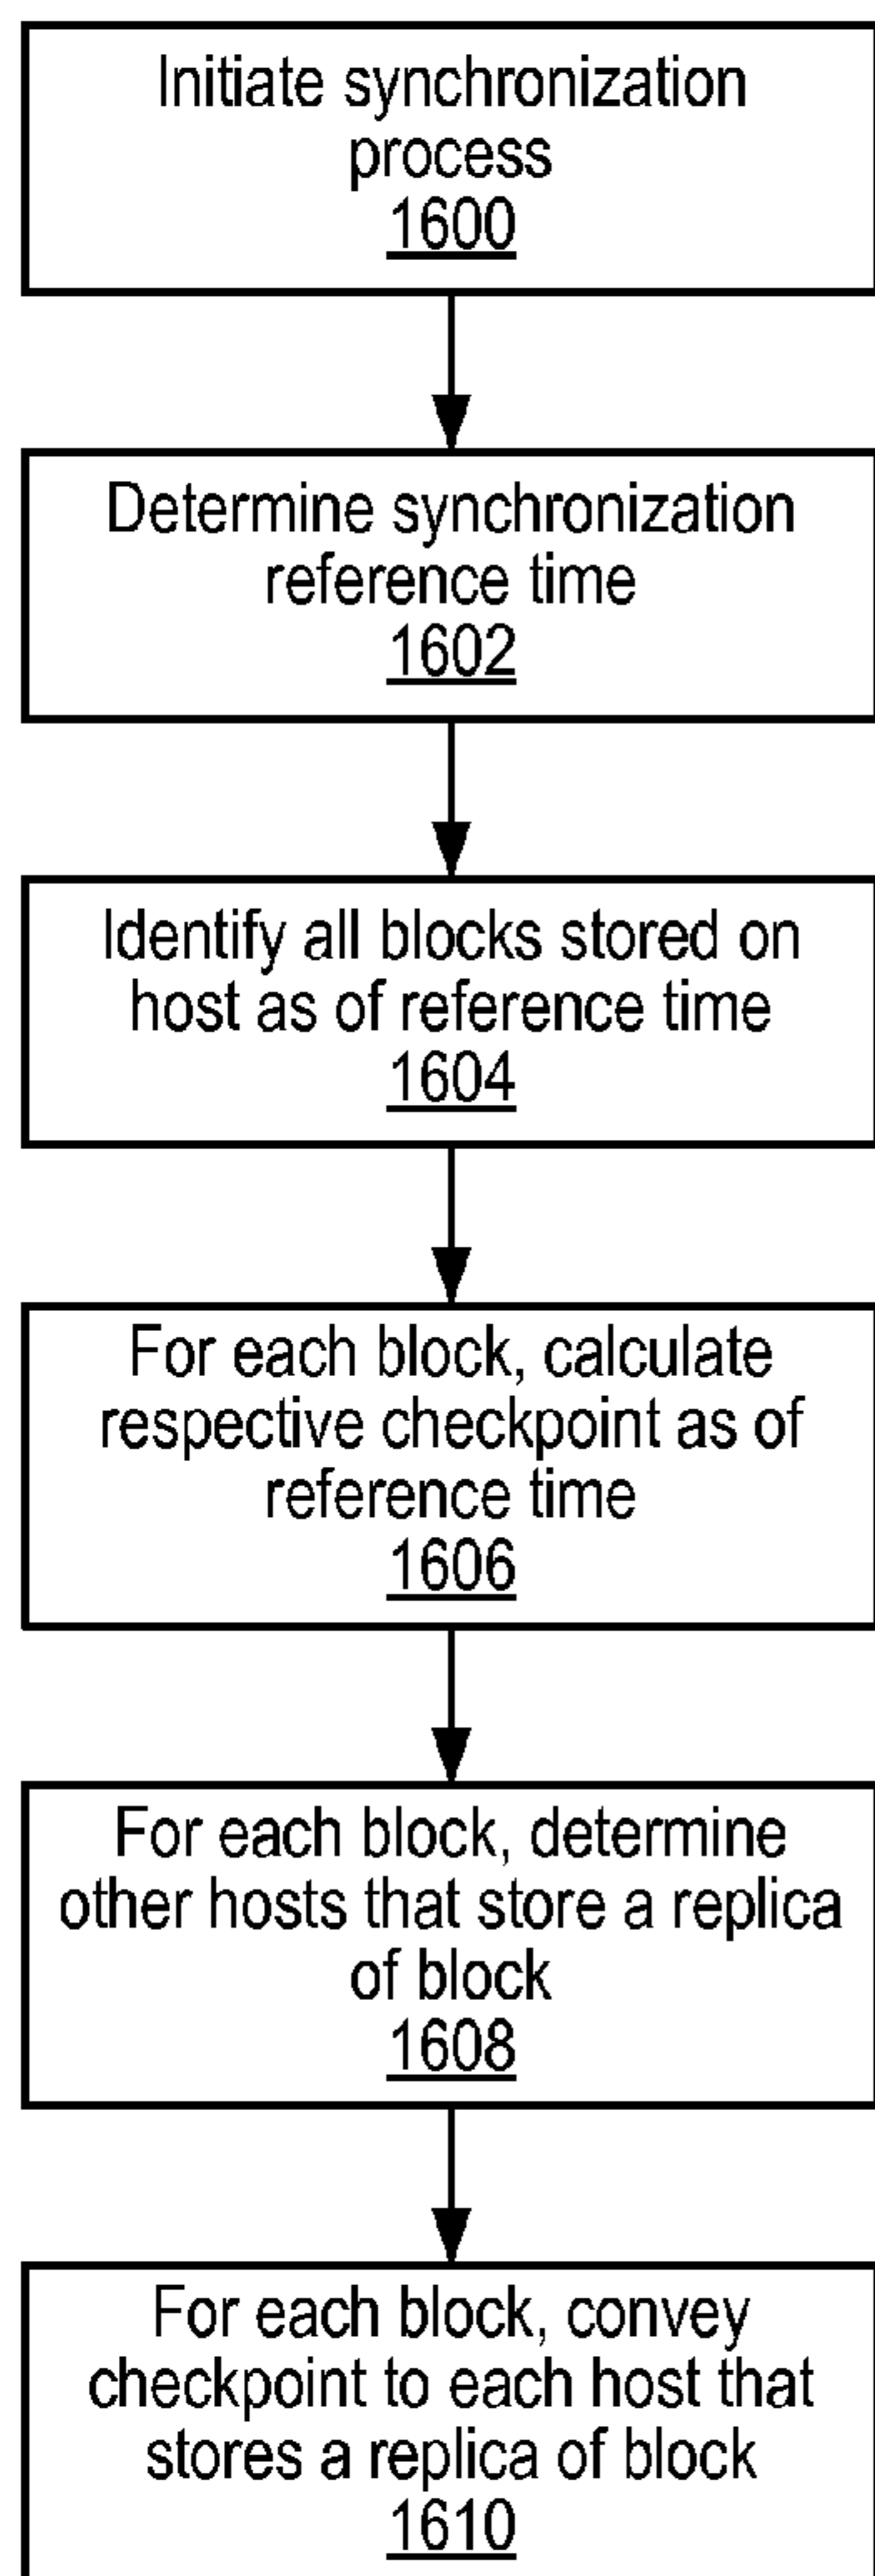 Initiate synchronization
process
1600
Determine synchronization
reference time
1602
Identify all blocks stored on
host as of reference time
1604
For each block, calculate
respective checkpoint as of
reference time
1606
For each block, determine
other hosts that store a replica
of block
1608
For each block, convey
checkpoint to each host that
stores a replica of block
1610